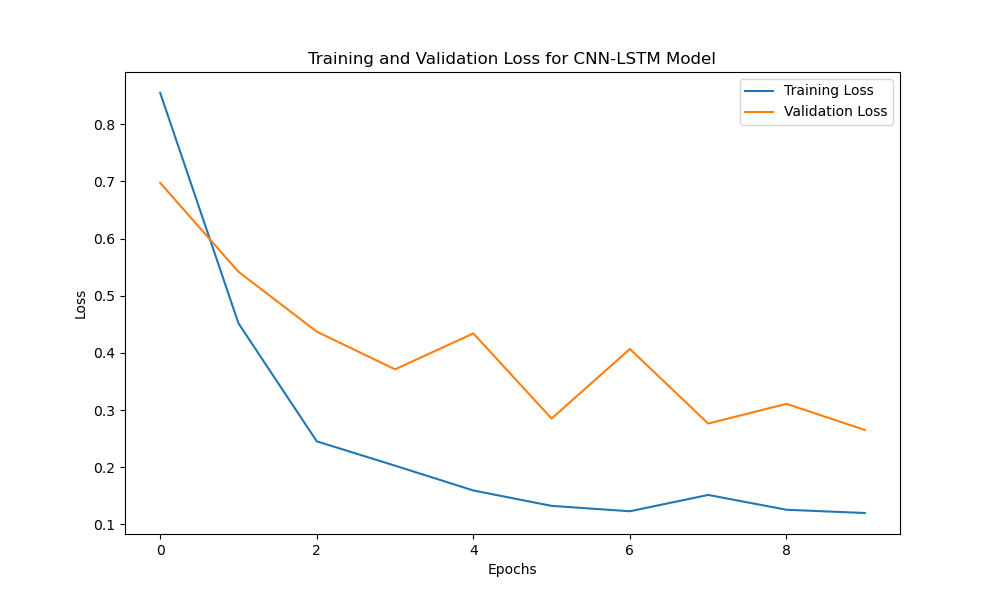 Training and Validation Loss for CNN-LSTM Model
Training Loss
Validation Loss
0.8
0.7
0.6
0.5
0.4
0.3
0.2
0.1
Loss
0 2 4 6 8
Epochs